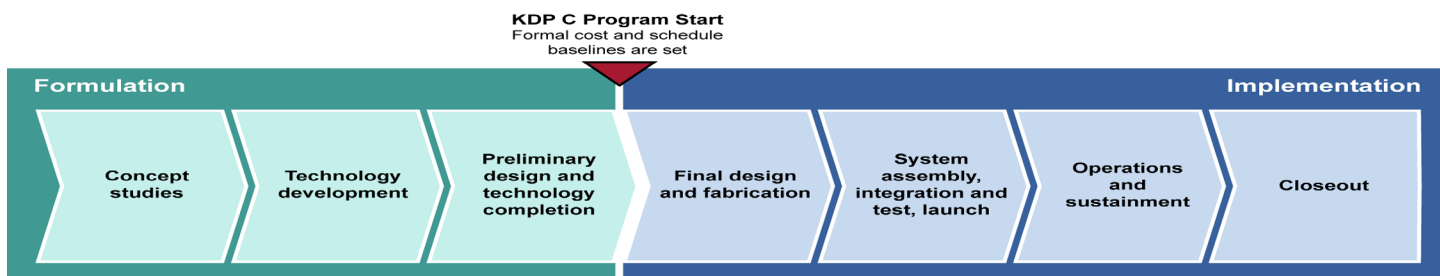 KDP C Program Start
Formal cost and schedule
baselines are set
Formulation
Implementation
Concept
studies
Technology
development
Preliminary
design and
technology
completion
Final design
and fabrication
System
assembly,
integration and
test, launch
Operations
and
sustainment
Closeout